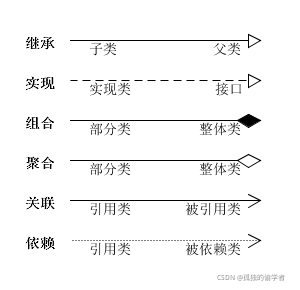 继承 子类 父类
实现 实现类 接口
组合 部分类 整体类
聚合 部分类 整体类
关联 引用类 被引用类
依赖 引用类 被依赖类
CSDN @孤独的偷学者